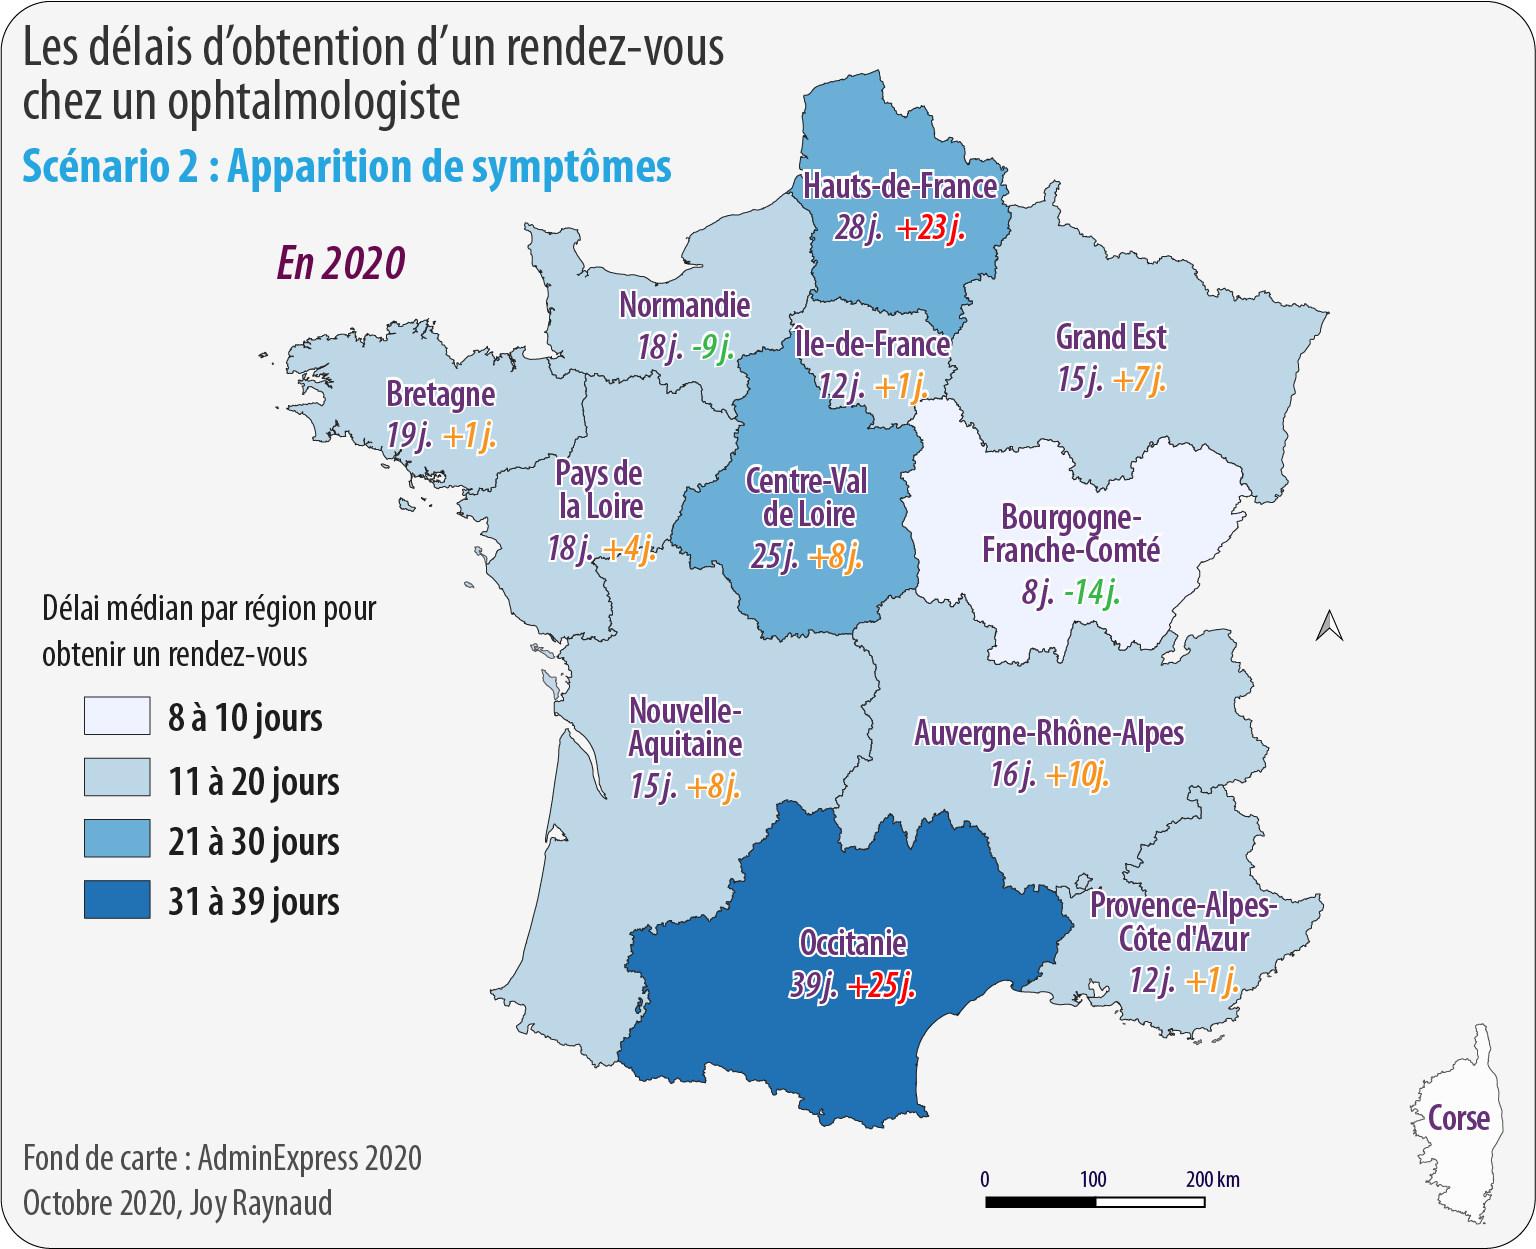 Les délais d’obtention d’un rendez-vous
chez un ophtalmologiste
Scénario 2 : Apparition de symptômes
En 2020
Hauts-de-France
28 j. +23 j.
Normandie
18 j. -9 j.
Île-de-France
12 j. +1 j.
Grand Est
15 j. +7 j.
Bretagne
19 j. +1 j.
Pays de
la Loire
18 j. +4 j.
Centre-Val
de Loire
25 j. +8 j.
Bourgogne-
Franche-Comté
8 j. -14 j.
Délai médian par région pour
obtenir un rendez-vous
8 à 10 jours
11 à 20 jours
21 à 30 jours
31 à 39 jours
Nouvelle-
Aquitaine
15 j. +8 j.
Auvergne-Rhône-Alpes
16 j. +10 j.
Occitanie
39 j. +25 j.
Provence-Alpes-
Côte d'Azur
12 j. +1 j.
Corse
Fond de carte : AdminExpress 2020
Octobre 2020, Joy Raynaud
0 100 200 km